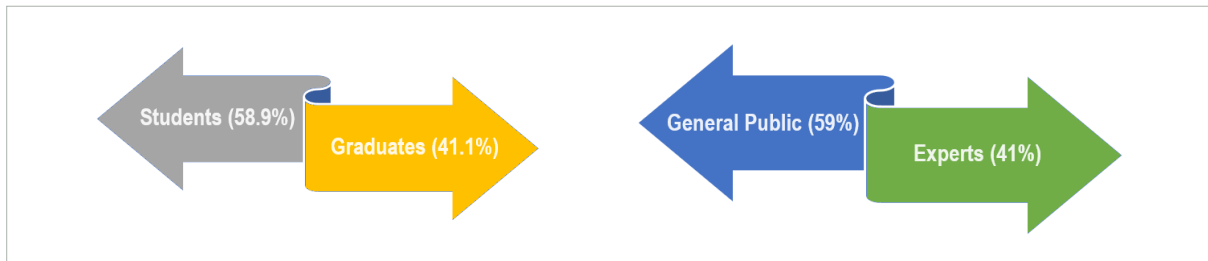 Students (58.9%)
Graduates (41.1%)
General Public (59%)
Experts (41%)